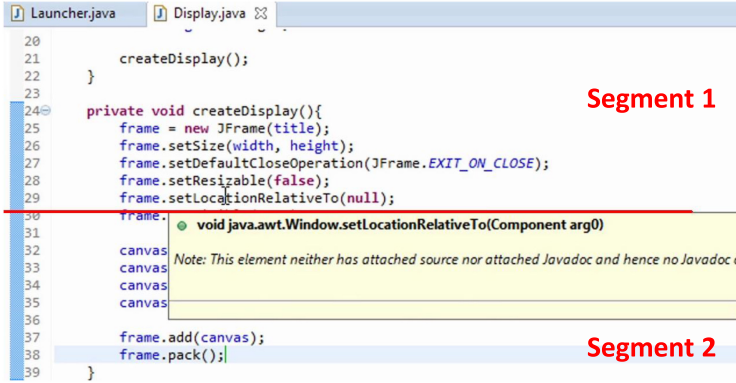 Launcher.java
Display.java
20
21 createDisplay();
22 }
23
Segment 1
24 private void createDisplay(){
25 frame = new JFrame(title);
26 frame.setSize(width, height);
27 frame.setDefaultCloseOperation(JFrame.EXIT_ON_CLOSE);
28 frame.setResizable(false);
29 frame.setLocationRelativeTo(null);
30 frame.
void java.awt.Window.setLocationRelativeTo(Component arg0)
31
32 canvas
Note: This element neither has attached source nor attached Javadoc and hence no Javadoc
33 canvas
34 canvas
35 canvas
36
37 frame.add(canvas);
Segment 2
38 frame.pack();
39 }